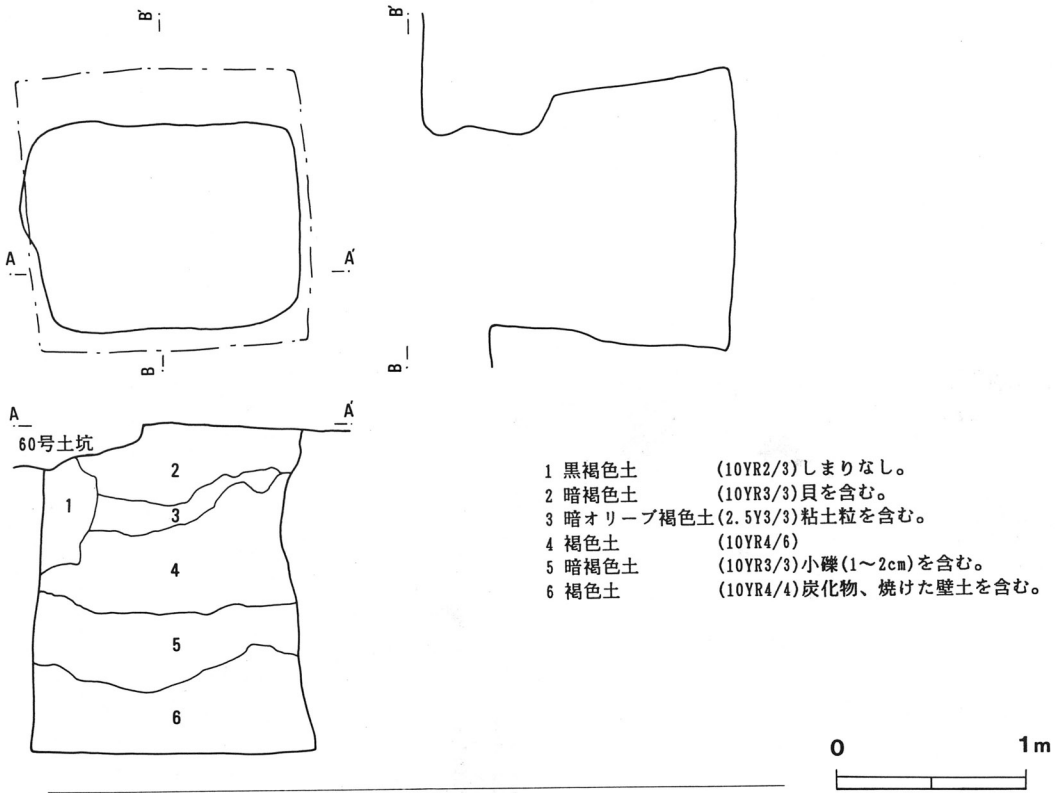 B'
B'
A
A'
B
B
A
A'
60号土坑
1
2
3
4
5
6
1 黒褐色土 (10YR2/3)しまりなし。
2 暗褐色土 (10YR3/3)貝を含む。
3 暗オリーブ褐色土(2.5Y3/3)粘土粒を含む。
4 褐色土 (10YR4/6)
5 暗褐色土 (10YR3/3)小礫(1～2cm)を含む。
6 褐色土 (10YR4/4)炭化物、焼けた壁土を含む。
0 1m